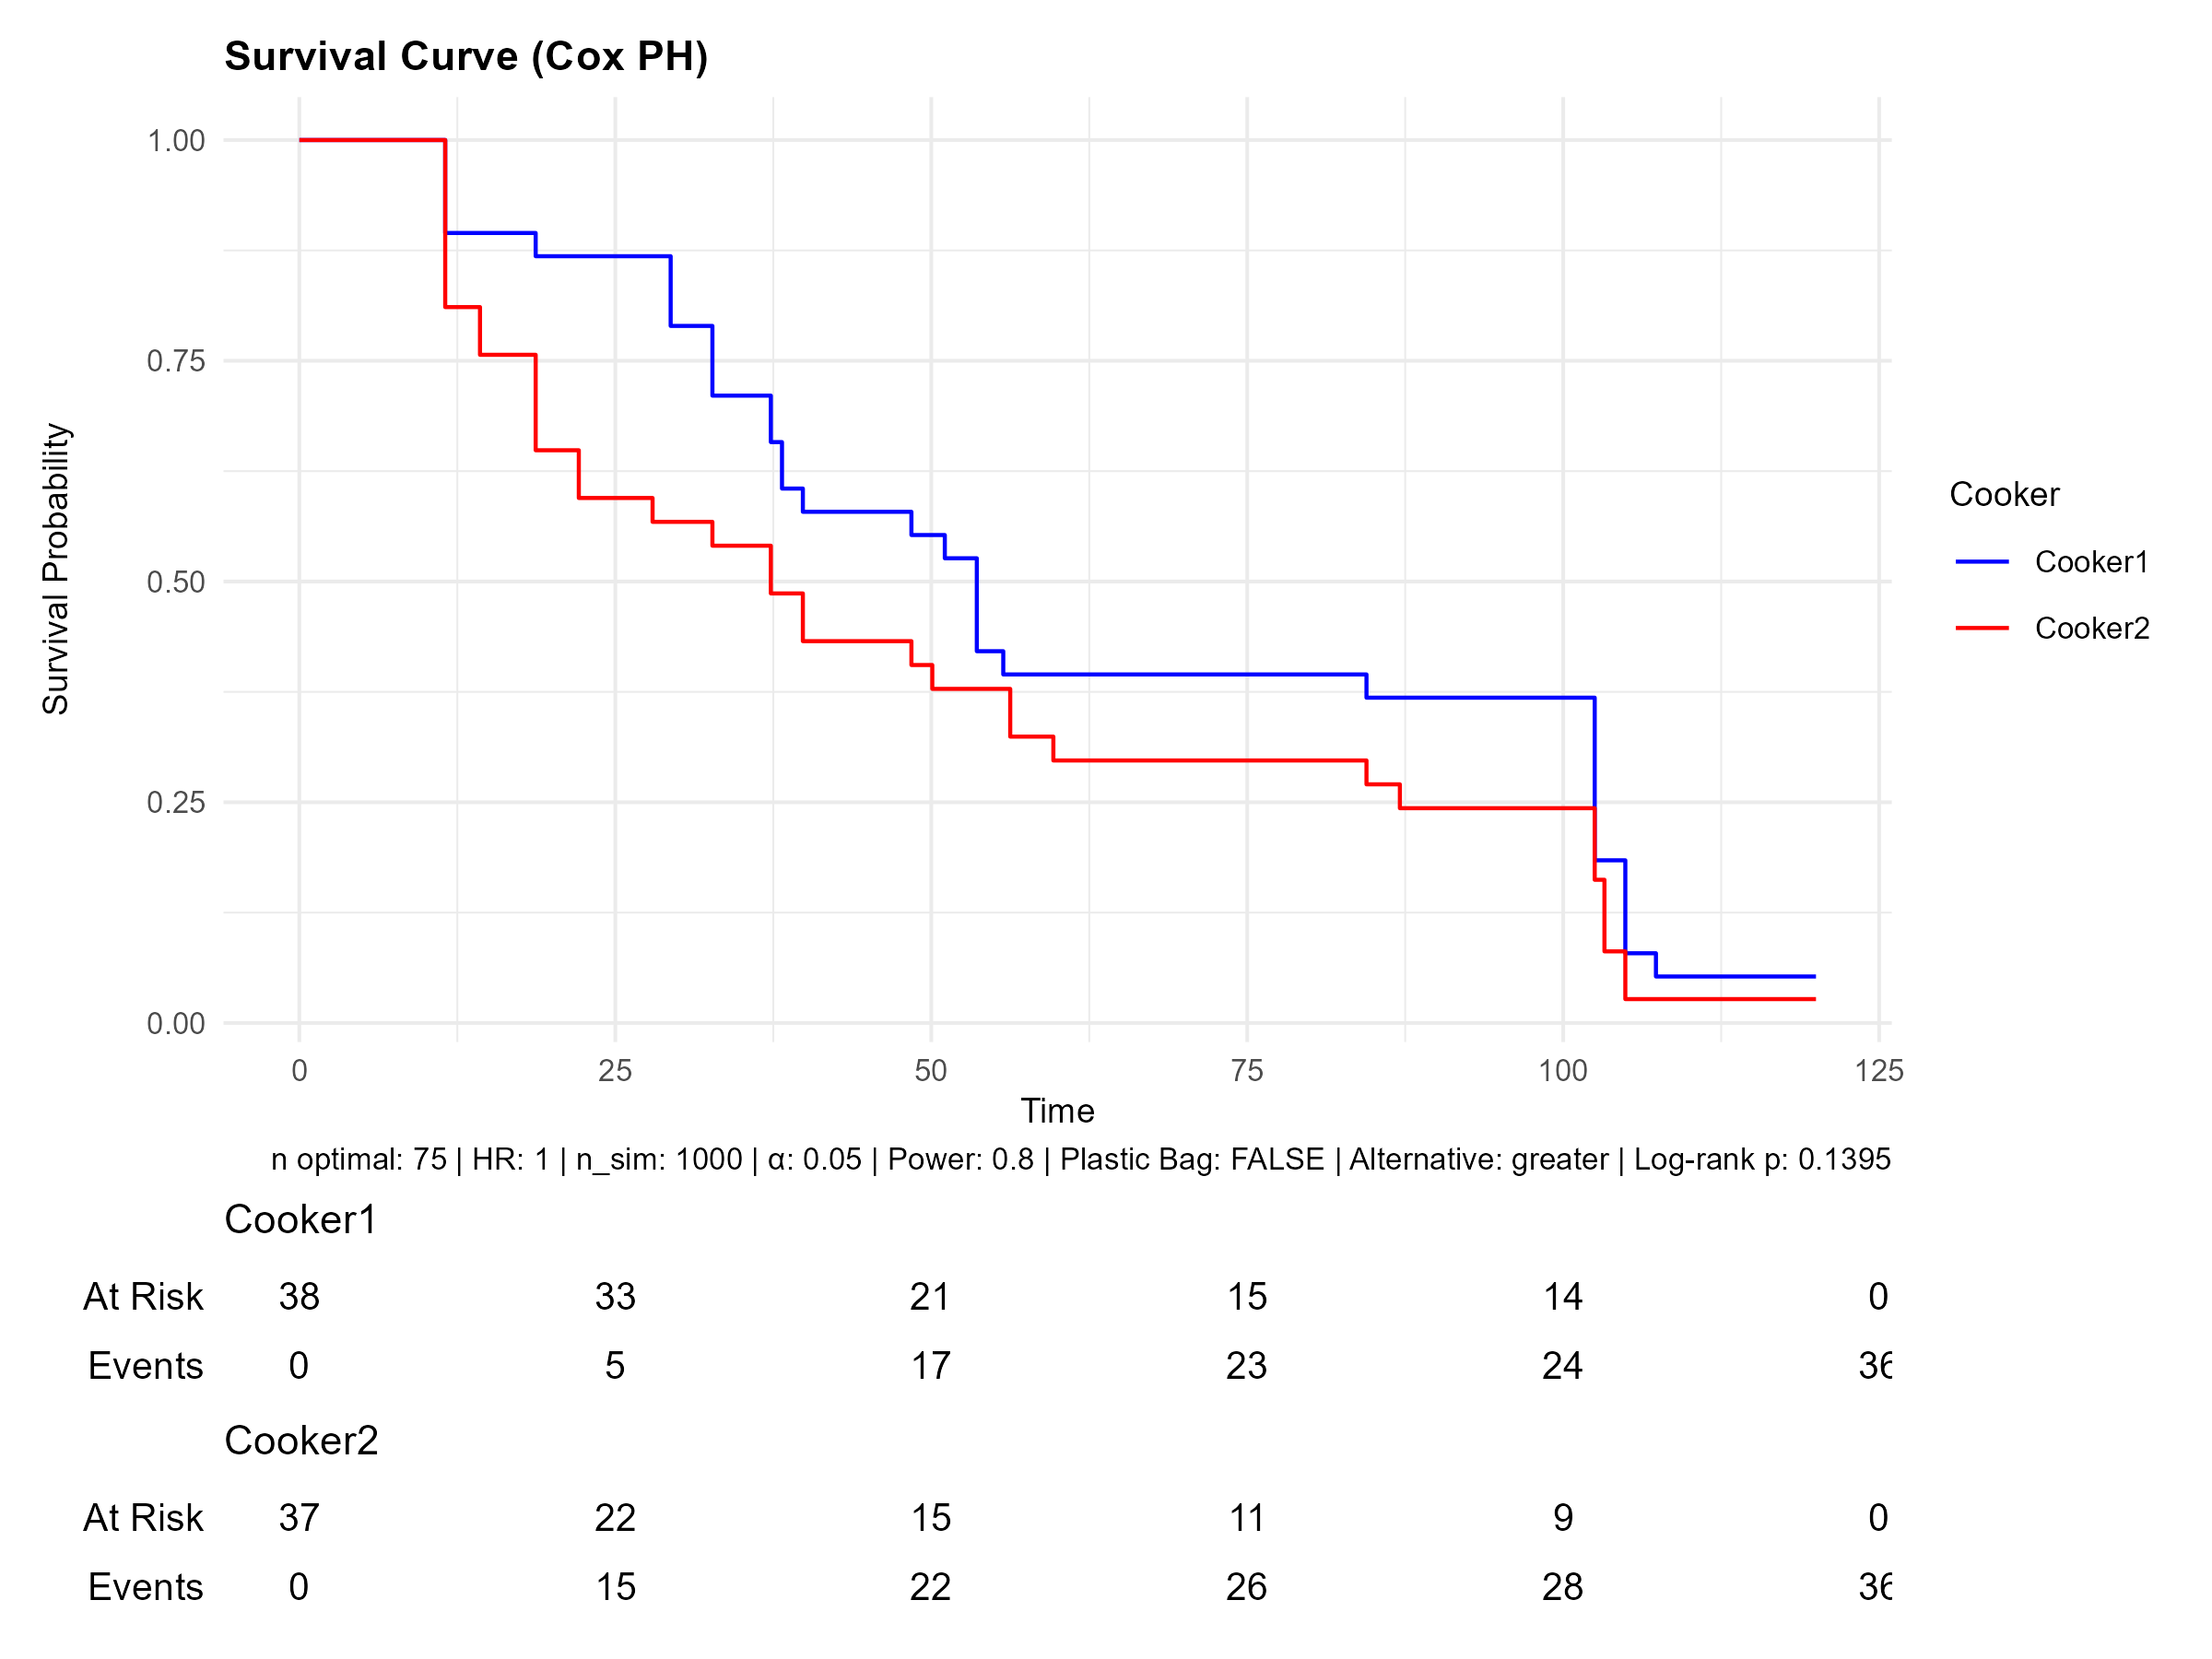 Survival Curve (Cox PH)
1.00
0.75
0.50
0.25
0.00
Survival Probability
0 25 50 75 100 125
Time
Cooker
Cooker1
Cooker2
n optimal: 75 | HR: 1 | n_sim: 1000 | α: 0.05 | Power: 0.8 | Plastic Bag: FALSE | Alternative: greater | Log-rank p: 0.1395
Cooker1
At Risk 38 33 21 15 14 0
Events 0 5 17 23 24 36
Cooker2
At Risk 37 22 15 11 9 0
Events 0 15 22 26 28 36